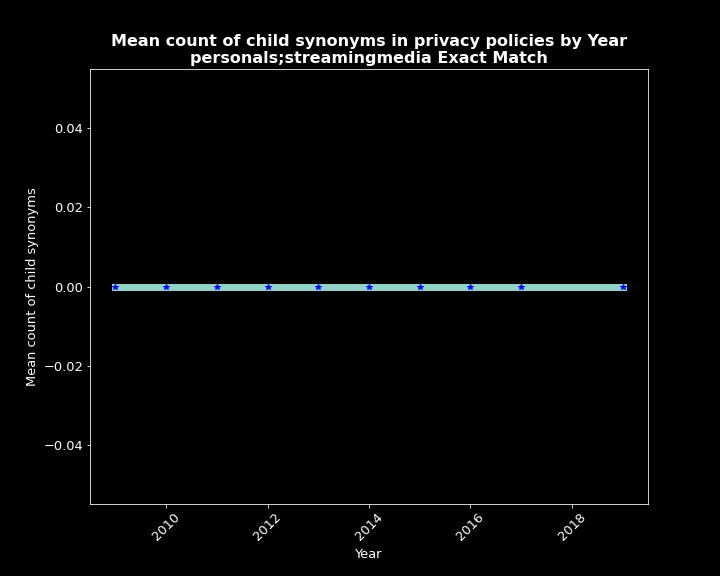 Mean count of child synonyms in privacy policies by Year
personals;streamingmedia Exact Match
Mean count of child synonyms
0.04
0.02
0.00
−0.02
−0.04
2010
2012
2014
2016
2018
Year